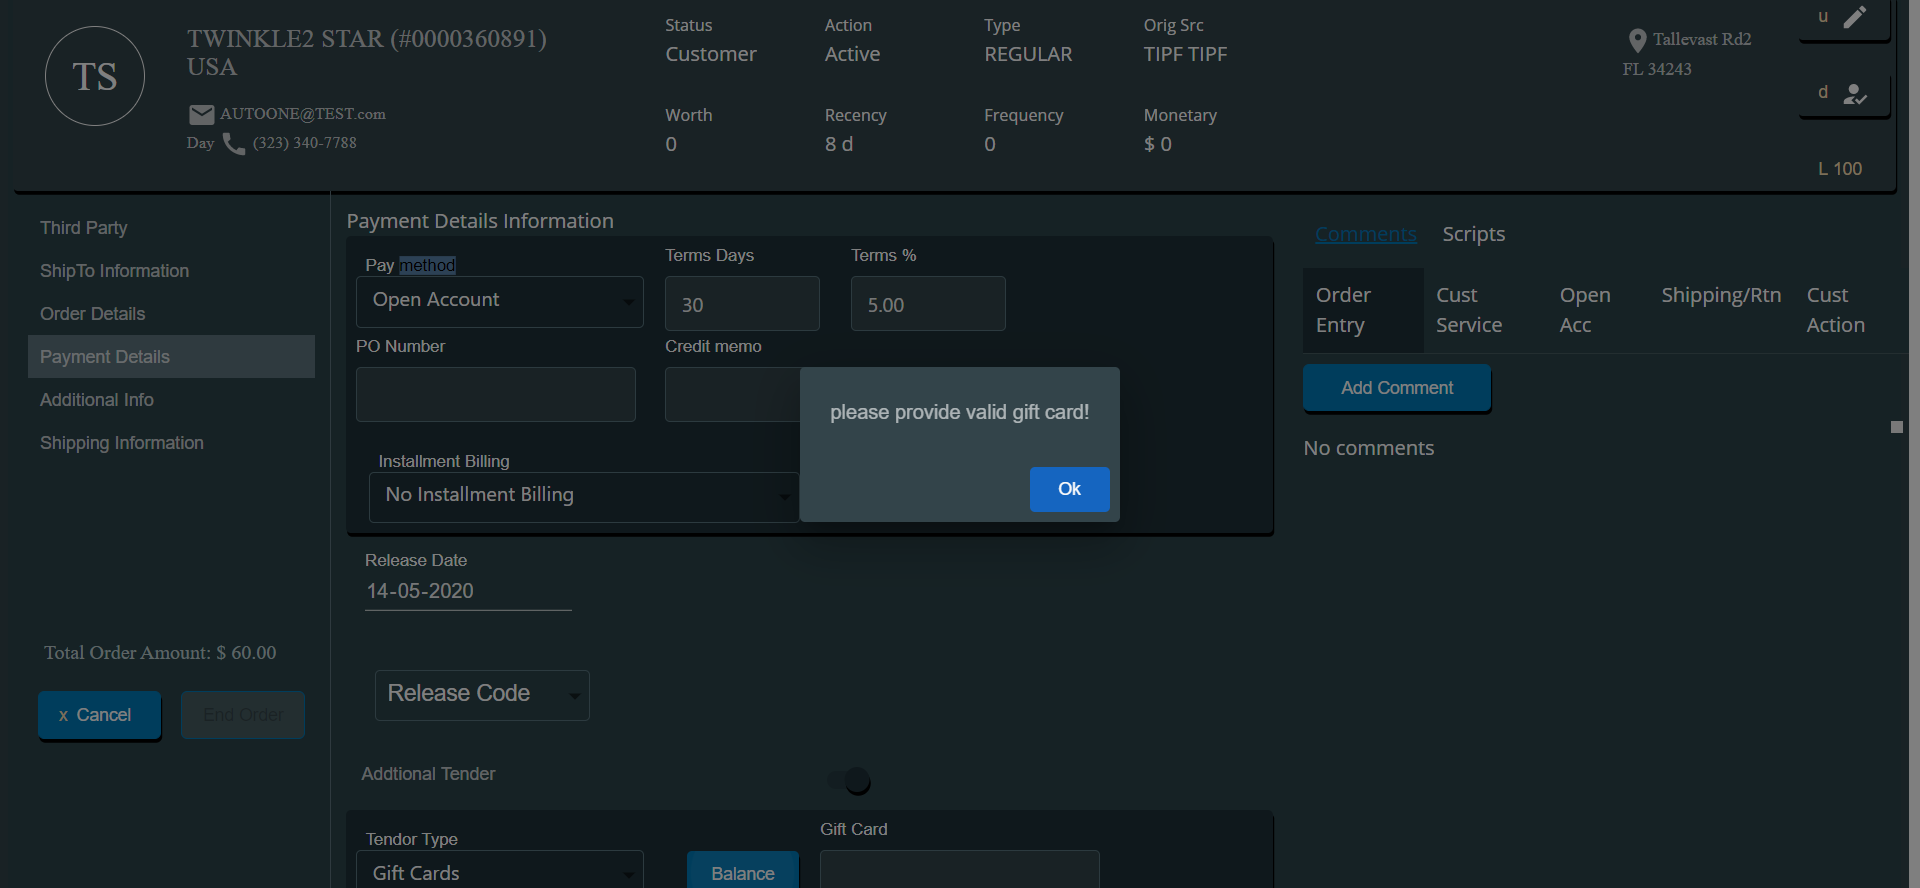 TS
TWINKLE2 STAR (#0000360891)
USA
AUTOONE@TEST.com
Day (323) 340-7788
Status
Customer
Action
Active
Type
REGULAR
Orig Src
TIPF TIPF
Worth
0
Recency
8 d
Frequency
0
Monetary
$ 0
Tallevast Rd2
FL 34243
u
d
L 100
Third Party
ShipTo Information
Order Details
Payment Details
Additional Info
Shipping Information
Total Order Amount: $ 60.00
x Cancel
End Order
Payment Details Information
Pay method
Open Account
Terms Days
30
Terms %
5.00
PO Number
Credit memo
Installment Billing
No Installment Billing
please provide valid gift card!
Ok
Release Date
14-05-2020
Release Code
Addtional Tender
Tendor Type
Gift Cards
Balance
Gift Card
Comments Scripts
Order
Entry
Cust
Service
Open
Acc
Shipping/Rtn
Cust
Action
Add Comment
No comments